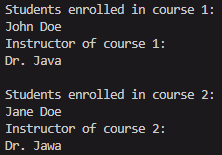 Students enrolled in course 1:
John Doe
Instructor of course 1:
Dr. Java

Students enrolled in course 2:
Jane Doe
Instructor of course 2:
Dr. Jawa